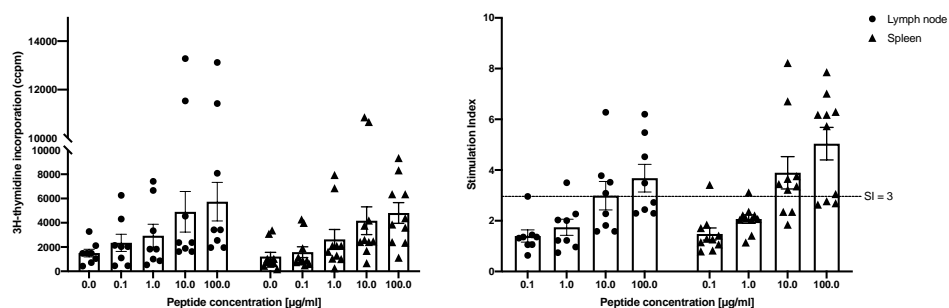 3H-thymidine incorporation (ccpm)
14000
12000
10000
10000
8000
6000
4000
2000
0
0.0 0.1 1.0 10.0 100.0 0.0 0.1 1.0 10.0 100.0
Peptide concentration [µg/ml]
Stimulation Index
10
8
6
4
2
0
0.1 1.0 10.0 100.0 0.1 1.0 10.0 100.0
Peptide concentration [µg/ml]
SI = 3
Lymph node
Spleen